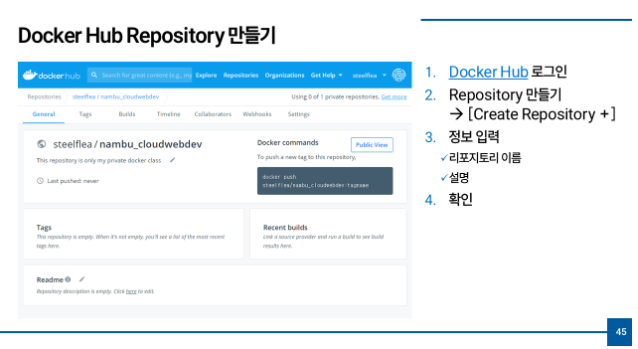 Docker Hub Repository 만들기
docker hub
Search for great content (e.g., my
Explore Repositories Organizations Get Help steelflea
Repositories steelflea / nambu_cloudwebdev Using 0 of 1 private repositories. Get more
General Tags Builds Timeline Collaborators Webhooks Settings
steelflea / nambu_cloudwebdev
This repository is only my private docker class
Last pushed: never
Docker commands
Public View
To push a new tag to this repository,
docker push
steelflea/nambu_cloudwebdev:tagname
Tags
This repository is empty. When it's not empty, you'll see a list of the most recent
tags here.
Recent builds
Link a source provider and run a build to see build
results here.
Readme
Repository description is empty. Click here to edit.
1. Docker Hub 로그인
2. Repository 만들기
→ [Create Repository +]
3. 정보 입력
✓리포지토리 이름
✓설명
4. 확인
45